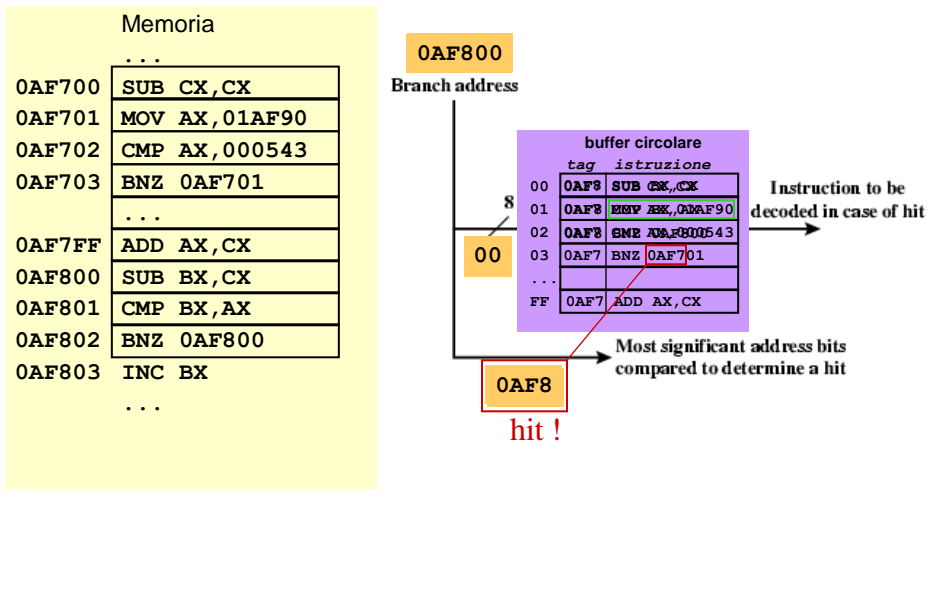 Memoria
...
0AF700 SUB CX,CX
0AF701 MOV AX,01AF90
0AF702 CMP AX,000543
0AF703 BNZ 0AF701
...
0AF7FF ADD AX,CX
0AF800 SUB BX,CX
0AF801 CMP BX,AX
0AF802 BNZ 0AF800
0AF803 INC BX
...
0AF800
Branch address
8
00
buffer circolare
tag istruzione
00 SUB
01
02
03 0AF7 BNZ 0AF701
...
FF 0AF7 ADD AX,CX
Instruction to be
decoded in case of hit
Most significant address bits
compared to determine a hit
0AF8
hit !